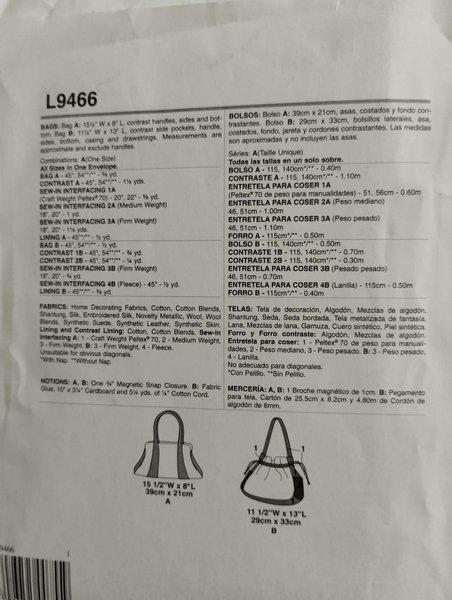 L9466
BAGS: Bag A: 15½" W x 8" L, contrast handles, sides and bot-
tom. Bag B: 11½" W x 13" L, contrast side pockets, handle,
sides, bottom, casing and drawstrings. Measurements are
approximate and exclude handles.
Combinations: A(One Size)
All Sizes in One Envelope.
CONTRAST A - 45", 54"*/** - 1⅛ yds.
SEW-IN INTERFACING 1A
(Craft Weight Peltex® 70) - 20", 22" - ⅝ yd.
SEW-IN INTERFACING 2A (Medium Weight)
18", 20" - 1 yd.
SEW-IN INTERFACING 3A (Firm Weight)
18", 20" - 1¼ yds.
LINING A - 45"*/** - ½ yd.
BAG B - 45", 54"*/** - ½ yd.
CONTRAST 1B - 45", 54"*/** - ¾ yd.
CONTRAST 2B - 45", 54"*/** - ¼ yd.
SEW-IN INTERFACING 3B (Firm Weight)
18", 20" - ¾ yd.
SEW-IN INTERFACING 4B (Fleece) - 45" - ½ yd.
LINING B - 45"*/** - ⅜ yd.
FABRICS: Home Decorating Fabrics, Cotton, Cotton Blends,
Shantung, Silk, Embroidered Silk, Novelty Metallic, Wool, Wool
Blends, Synthetic Suede, Synthetic Leather, Synthetic Skin.
Lining and Contrast Lining: Cotton, Cotton Blends. Sew-in
Interfacing A: 1 - Craft Weight Peltex® 70, 2 - Medium Weight,
3 - Firm Weight. B: 3 - Firm Weight, 4 - Fleece.
Unsuitable for obvious diagonals.
*With Nap. **Without Nap.
NOTIONS: A, B: One ¾" Magnetic Snap Closure. B: Fabric
Glue, 10" x 3¼" Cardboard and 5¼ yds. of ¼" Cotton Cord.
BOLSOS: Bolso A: 39cm x 21cm, asas, costados y fondo con-
trastantes. Bolso B: 29cm x 33cm, bolsillos laterales, asa,
costados, fondo, jareta y cordones contrastantes. Las medidas
son aproximadas y no incluyen las asas.
Séries: A(Taille Unique)
Todas las tallas en un solo sobre.
BOLSO A - 115, 140cm*/** - 0.40m
CONTRASTE A - 115, 140cm*/** - 1.10m
ENTRETELA PARA COSER 1A
(Peltex® 70 de peso para manualidades) - 51, 56cm - 0.60m
ENTRETELA PARA COSER 2A (Peso mediano)
46, 51cm - 1.00m
ENTRETELA PARA COSER 3A (Peso pesado)
46, 51cm - 1.10m
FORRO A - 115cm*/** - 0.50m
BOLSO B - 115, 140cm*/** - 0.50m
CONTRASTE 1B - 115, 140cm*/** - 0.70m
CONTRASTE 2B - 115, 140cm*/** - 0.30m
ENTRETELA PARA COSER 3B (Pesado pesado)
46, 51cm - 0.70m
ENTRETELA PARA COSER 4B (Lanilla) - 115cm - 0.50m
FORRO B - 115cm*/** - 0.40m
TELAS: Tela de decoración, Algodón, Mezclas de algodón,
Shantung, Seda, Seda bordada, Tela metalizada de fantasía,
Lana, Mezclas de lana, Gamuza, Cuero sintético, Piel sintética.
Forro y Forro contraste: Algodón, Mezclas de algodón.
Entretela para coser: 1 - Peltex® 70 de peso para manualida-
des, 2 - Peso mediano, 3 - Peso pesado. B: 3 - Peso pesado,
4 - Lanilla.
No adecuado para diagonales.
*Con Pelillo. **Sin Pelillo.
MERCERÍA: A, B: 1 Broche magnético de 1cm. B: Pegamento
para tela, Cartón de 25.5cm x 8.2cm y 4.80m de Cordón de
algodón de 6mm.
15 1/2"W x 8"L
39cm x 21cm
A
1 1
11 1/2"W x 13"L
29cm x 33cm
B
9466
1